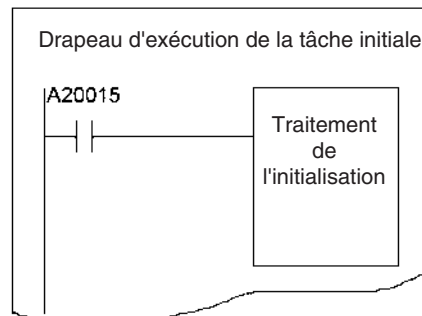 Drapeau d'exécution de la tâche initiale
A20015
Traitement
de
l'initialisation